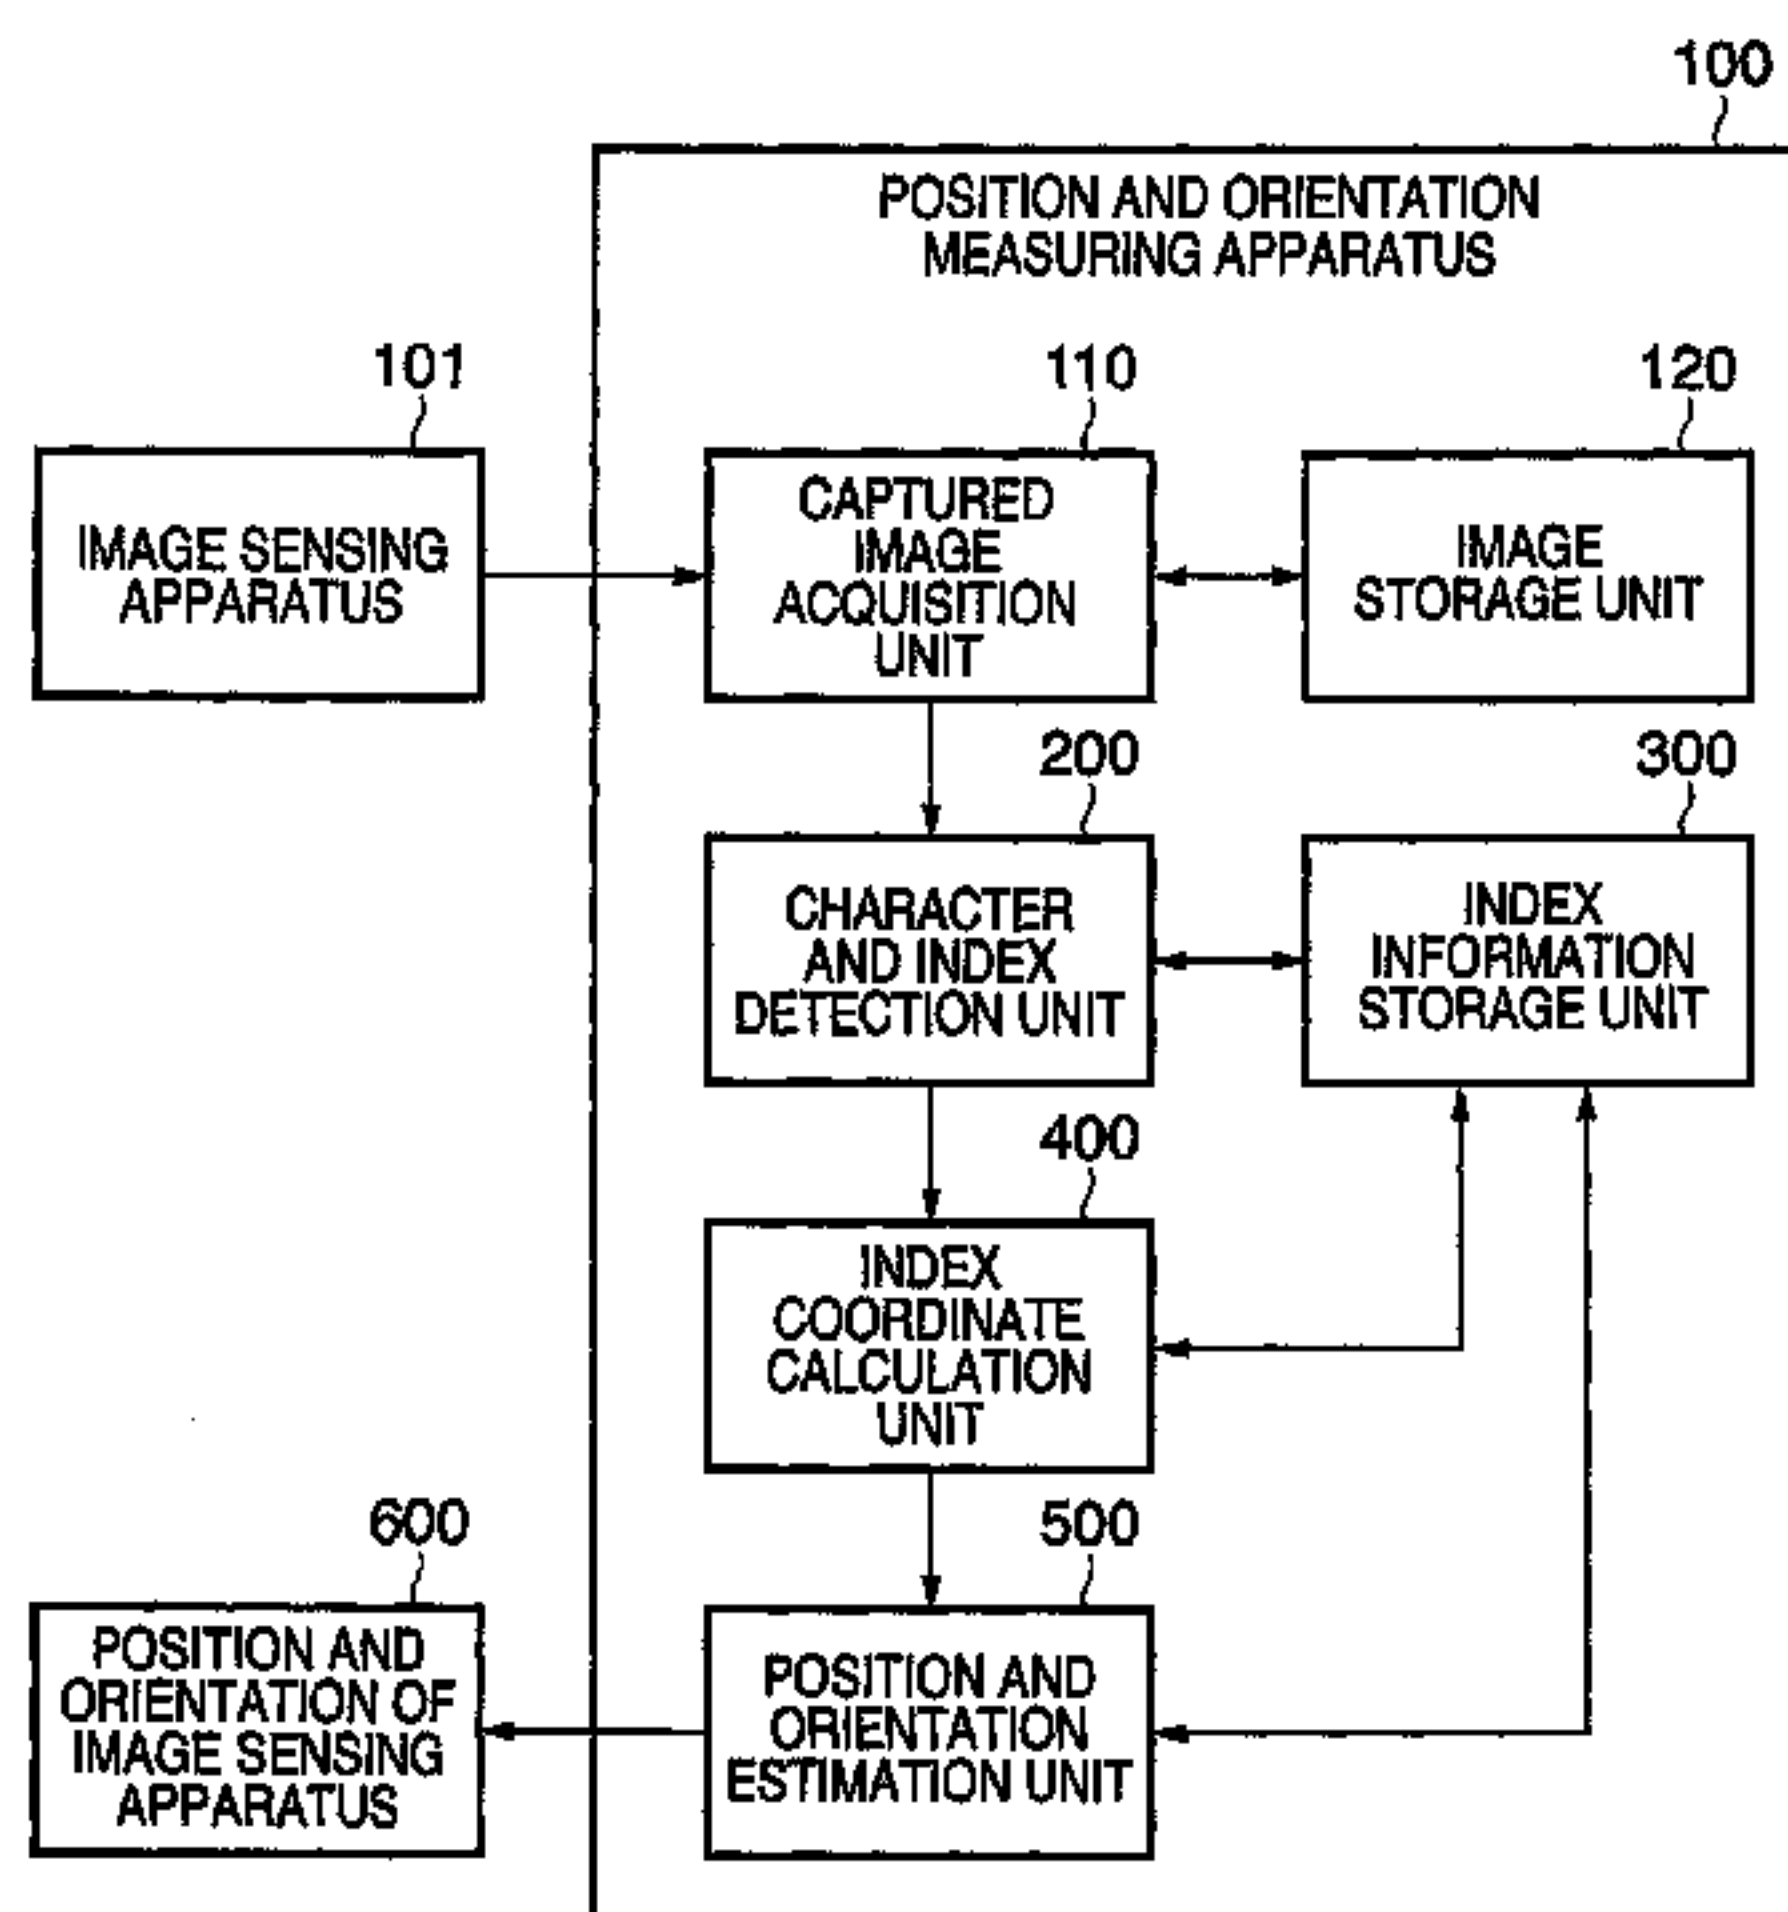 100
POSITION AND ORIENTATION
MEASURING APPARATUS
101
110
120
IMAGE SENSING
APPARATUS
CAPTURED
IMAGE
ACQUISITION
UNIT
IMAGE
STORAGE UNIT
200
300
CHARACTER
AND INDEX
DETECTION UNIT
INDEX
INFORMATION
STORAGE UNIT
400
INDEX
COORDINATE
CALCULATION
UNIT
600
500
POSITION AND
ORIENTATION OF
IMAGE SENSING
APPARATUS
POSITION AND
ORIENTATION
ESTIMATION UNIT